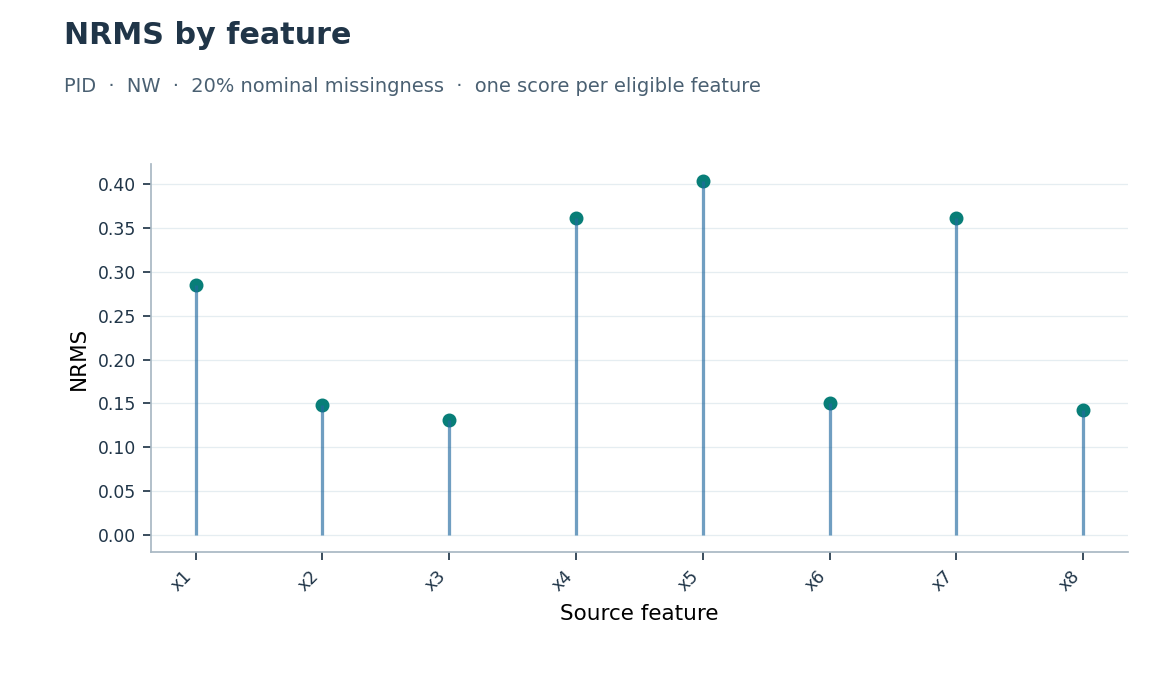 NRMS by feature
PID · NW · 20% nominal missingness · one score per eligible feature
NRMS
0.40
0.35
0.30
0.25
0.20
0.15
0.10
0.05
0.00
x1 x2 x3 x4 x5 x6 x7 x8
Source feature